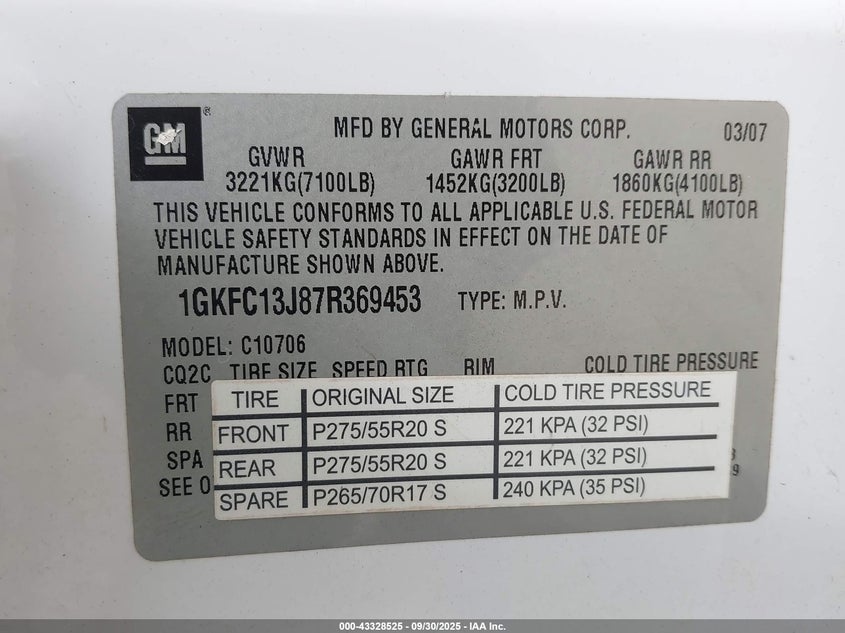 GM ®
MFD BY GENERAL MOTORS CORP. 03/07
GVWR GAWR FRT GAWR RR
3221KG(7100LB) 1452KG(3200LB) 1860KG(4100LB)
THIS VEHICLE CONFORMS TO ALL APPLICABLE U.S. FEDERAL MOTOR
VEHICLE SAFETY STANDARDS IN EFFECT ON THE DATE OF
MANUFACTURE SHOWN ABOVE.
1GKFC13J87R369453 TYPE: M.P.V.
MODEL: C10706
CQ2C TIRE SIZE SPEED RTG RIM COLD TIRE PRESSURE
FRT
RR
SPA
SEE O
TIRE ORIGINAL SIZE COLD TIRE PRESSURE
FRONT P275/55R20 S 221 KPA (32 PSI)
REAR P275/55R20 S 221 KPA (32 PSI)
SPARE P265/70R17 S 240 KPA (35 PSI)
000-43328525 - 09/30/2025 - IAA Inc.